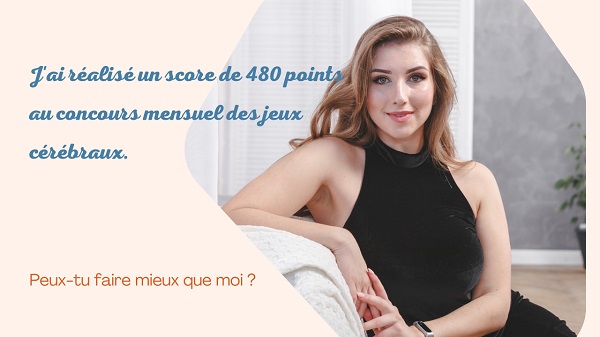 J'ai réalisé un score de 480 points
au concours mensuel des jeux
cérébraux.
Peux-tu faire mieux que moi ?